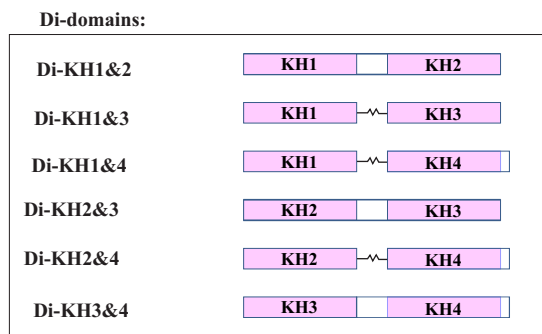 Di-domains:
Di-KH1&2 KH1 KH2
Di-KH1&3 KH1 KH3
Di-KH1&4 KH1 KH4
Di-KH2&3 KH2 KH3
Di-KH2&4 KH2 KH4
Di-KH3&4 KH3 KH4